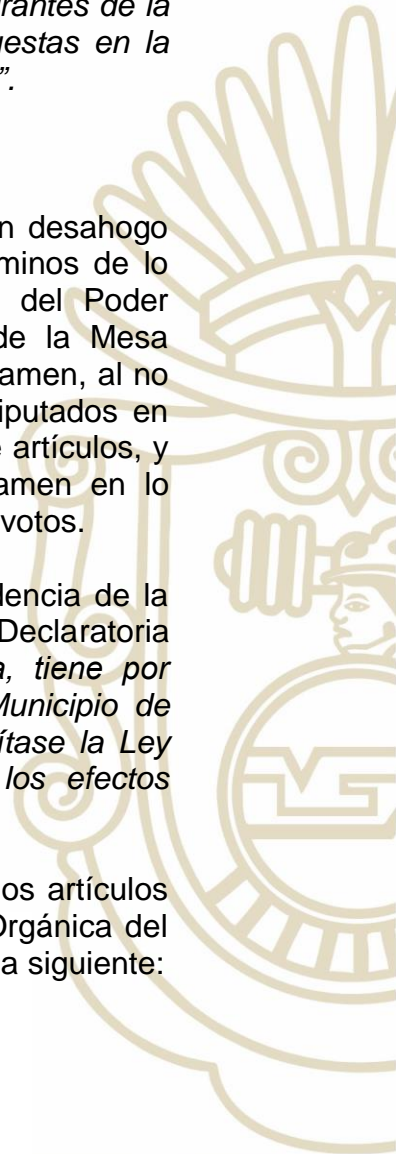 rantes de la
uestas en la
”.
n desahogo
minos de lo
del Poder
de la Mesa
amen, al no
iputados en
e artículos, y
amen en lo
votos.
dencia de la
Declaratoria
a, tiene por
Municipio de
ítase la Ley
los efectos
os artículos
Orgánica del
a siguiente: